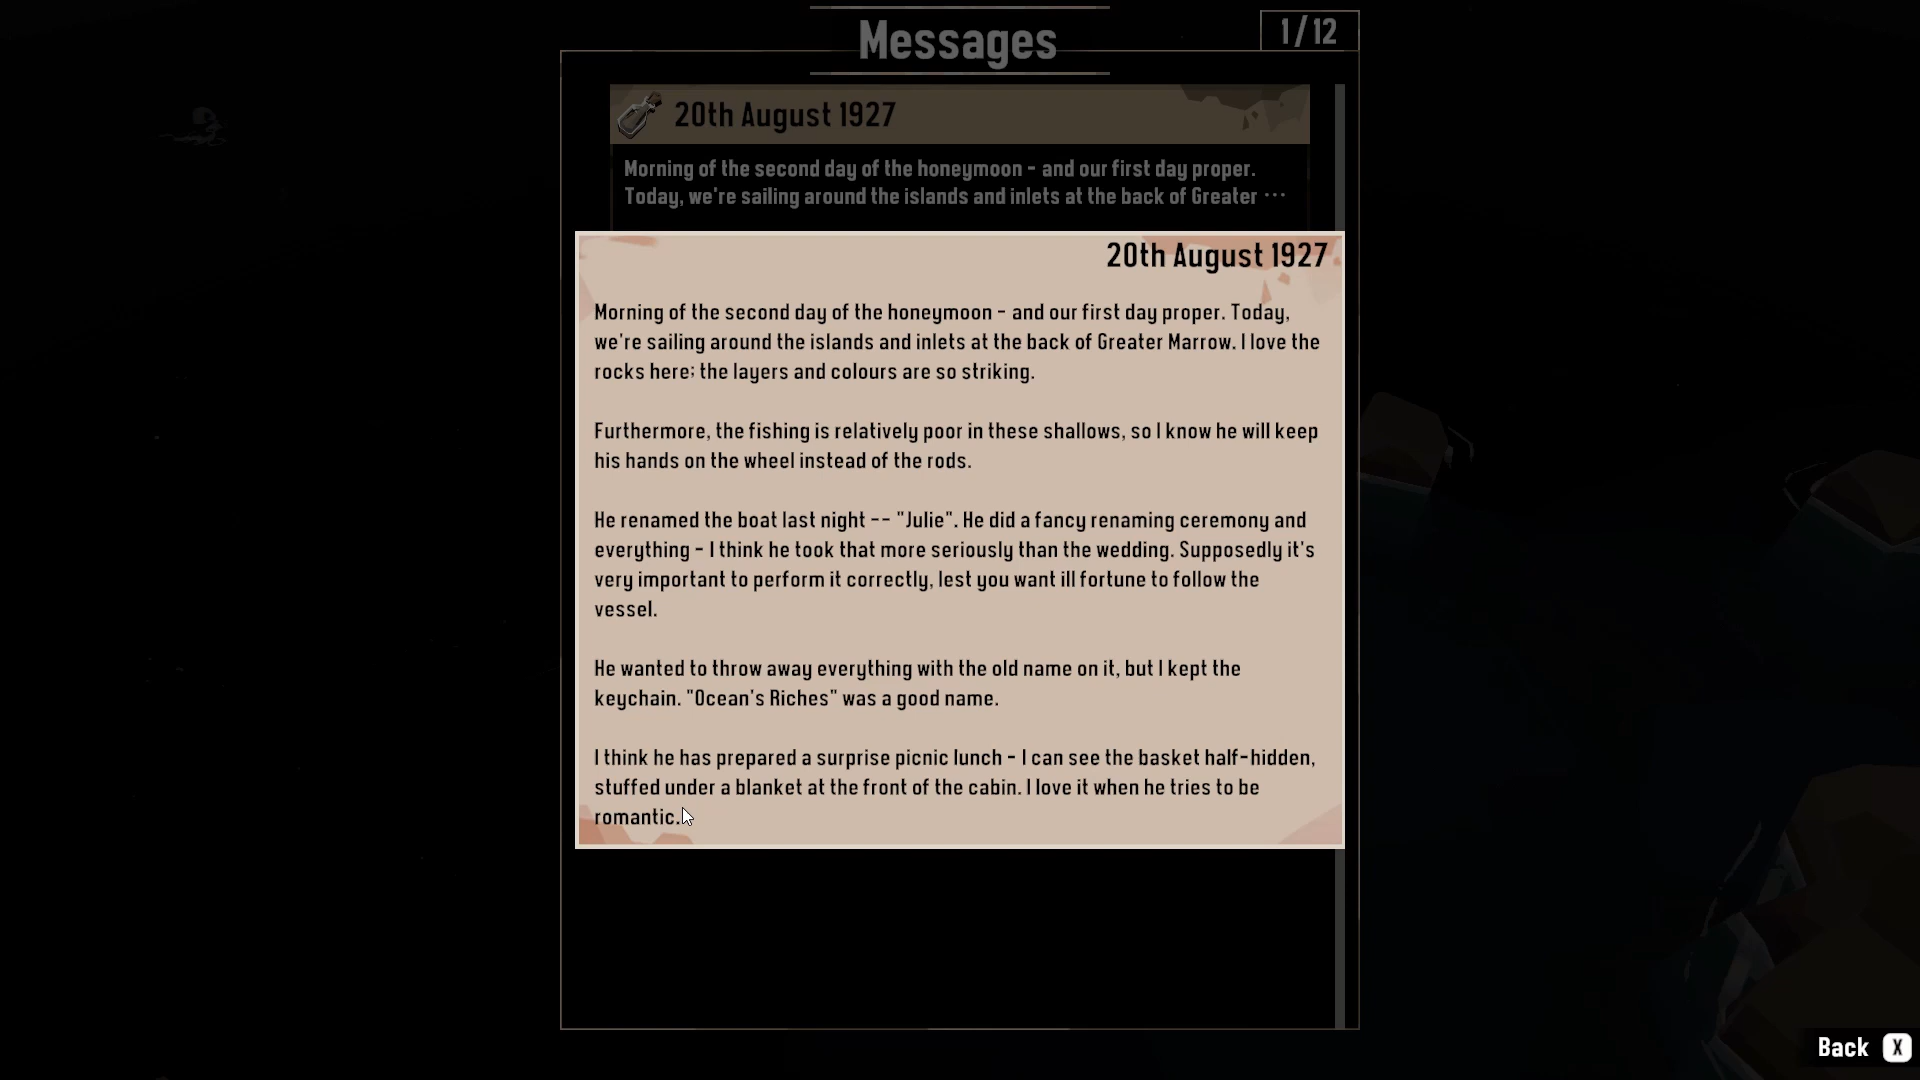 Messages
1/12
20th August 1927
Morning of the second day of the honeymoon - and our first day proper.
Today, we're sailing around the islands and inlets at the back of Greater ...
20th August 1927
Morning of the second day of the honeymoon - and our first day proper. Today,
we're sailing around the islands and inlets at the back of Greater Marrow. I love the
rocks here; the layers and colours are so striking.
Furthermore, the fishing is relatively poor in these shallows, so I know he will keep
his hands on the wheel instead of the rods.
He renamed the boat last night -- "Julie". He did a fancy renaming ceremony and
everything - I think he took that more seriously than the wedding. Supposedly it's
very important to perform it correctly, lest you want ill fortune to follow the
vessel.
He wanted to throw away everything with the old name on it, but I kept the
keychain. "Ocean's Riches" was a good name.
I think he has prepared a surprise picnic lunch - I can see the basket half-hidden,
stuffed under a blanket at the front of the cabin. I love it when he tries to be
romantic.
Back X